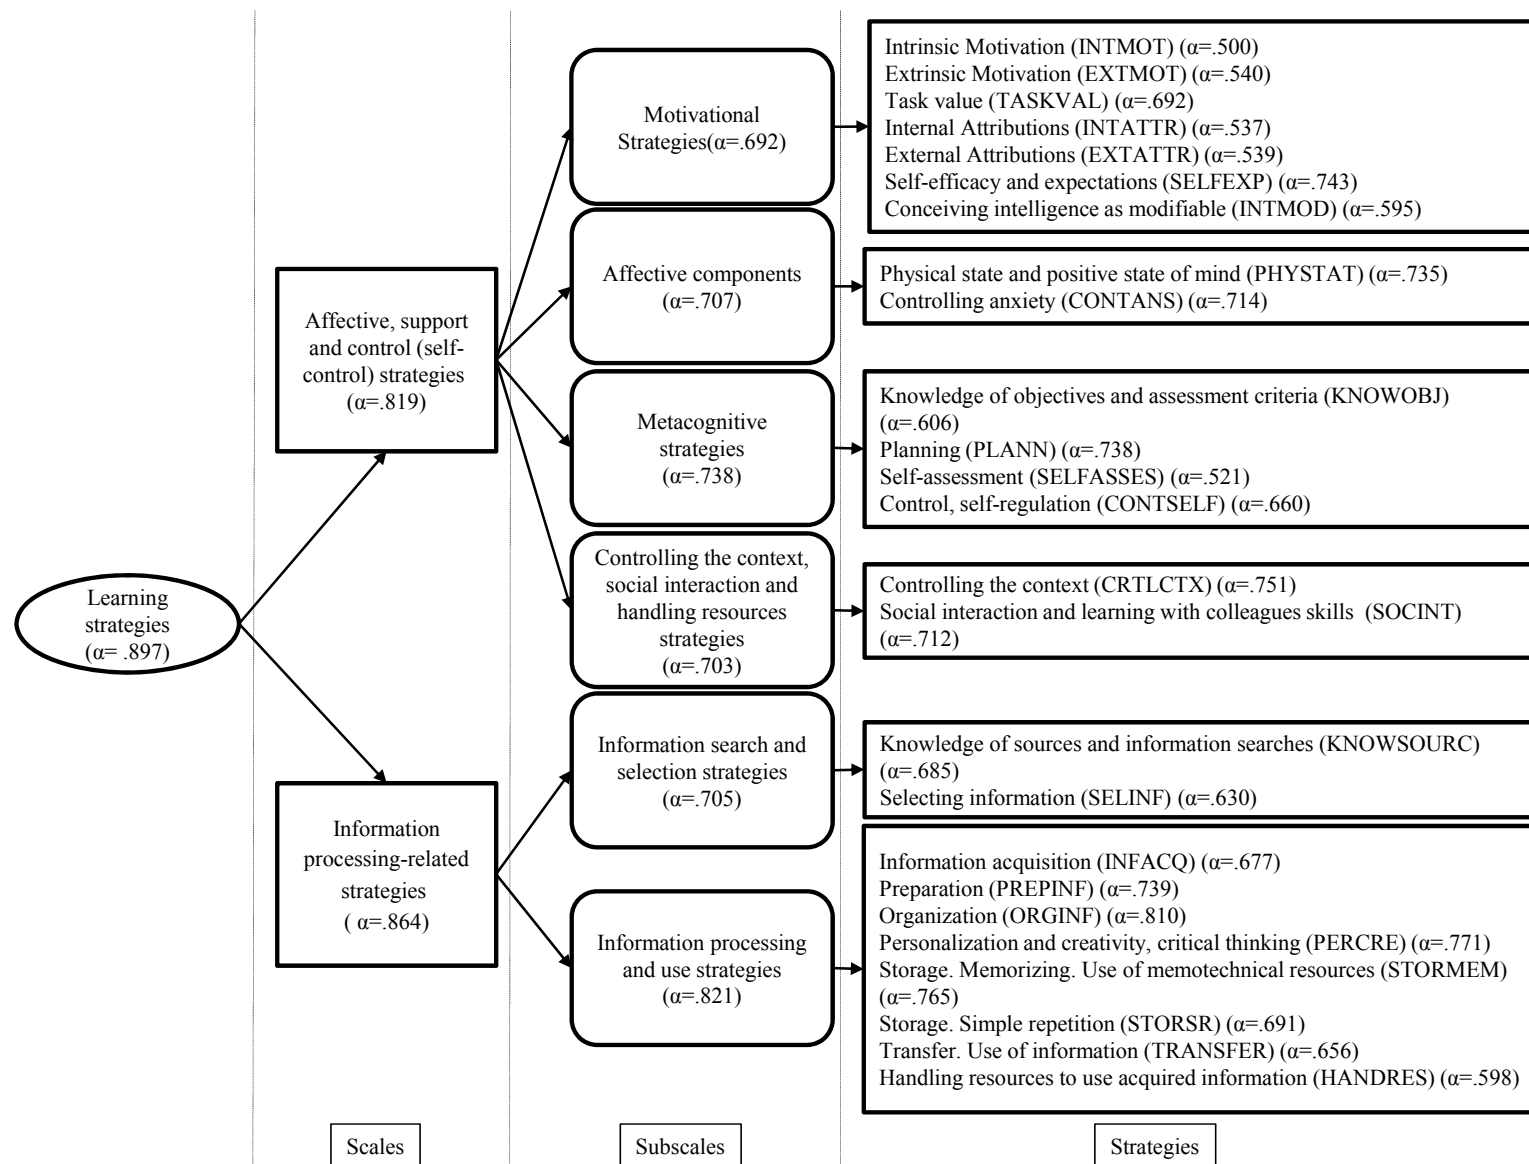 Learning
strategies
(α= .897)
Affective, support
and control (self-
control) strategies
(α=.819)
Information
processing-related
strategies
( α=.864)
Motivational
Strategies(α=.692)
Affective components
(α=.707)
Metacognitive
strategies
(α=.738)
Controlling the context,
social interaction and
handling resources
strategies
(α=.703)
Information search and
selection strategies
(α=.705)
Information processing
and use strategies
(α=.821)
Intrinsic Motivation (INTMOT) (α=.500)
Extrinsic Motivation (EXTMOT) (α=.540)
Task value (TASKVAL) (α=.692)
Internal Attributions (INTATTR) (α=.537)
External Attributions (EXTATTR) (α=.539)
Self-efficacy and expectations (SELFEXP) (α=.743)
Conceiving intelligence as modifiable (INTMOD) (α=.595)
Physical state and positive state of mind (PHYSTAT) (α=.735)
Controlling anxiety (CONTANS) (α=.714)
Knowledge of objectives and assessment criteria (KNOWOBJ)
(α=.606)
Planning (PLANN) (α=.738)
Self-assessment (SELFASSES) (α=.521)
Control, self-regulation (CONTSELF) (α=.660)
Controlling the context (CRTLCTX) (α=.751)
Social interaction and learning with colleagues skills (SOCINT)
(α=.712)
Knowledge of sources and information searches (KNOWSOURC)
(α=.685)
Selecting information (SELINF) (α=.630)
Information acquisition (INFACQ) (α=.677)
Preparation (PREPINF) (α=.739)
Organization (ORGINF) (α=.810)
Personalization and creativity, critical thinking (PERCRE) (α=.771)
Storage. Memorizing. Use of memotechnical resources (STORMEM)
(α=.765)
Storage. Simple repetition (STORSR) (α=.691)
Transfer. Use of information (TRANSFER) (α=.656)
Handling resources to use acquired information (HANDRES) (α=.598)
Scales
Subscales
Strategies